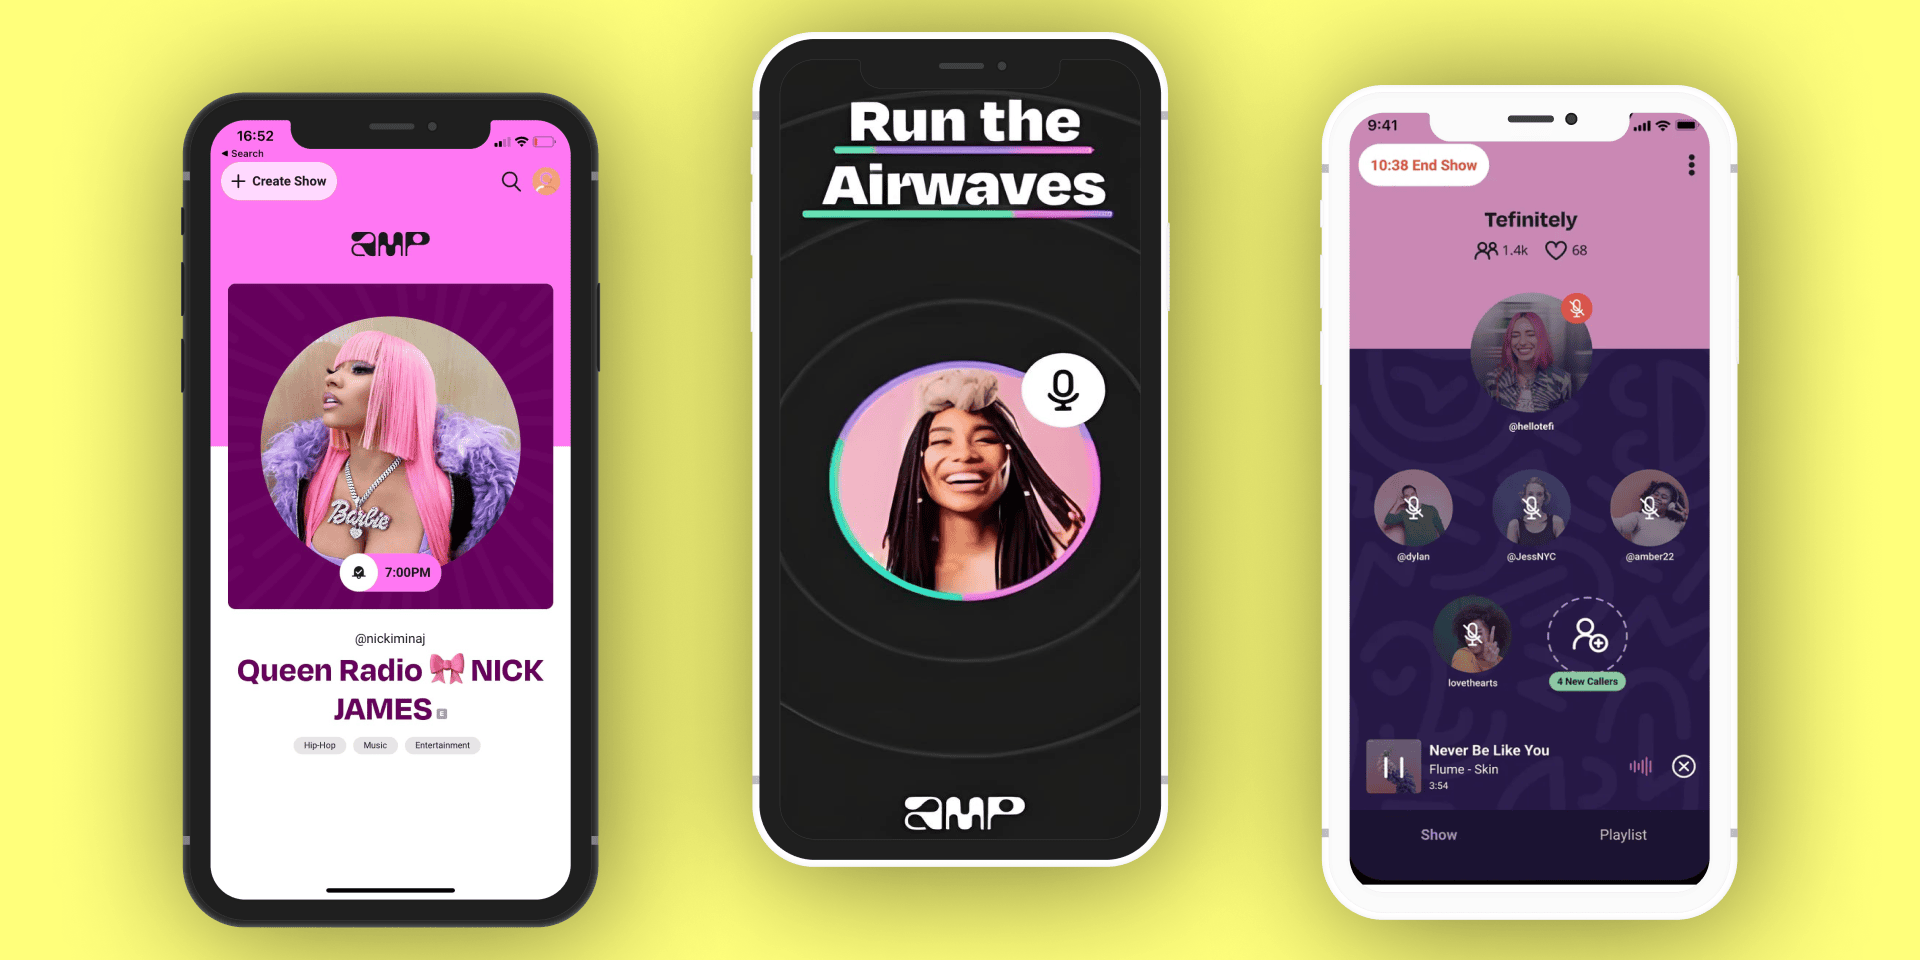 16:52
Search
+ Create Show
AMP
Barbie
7:00PM
@nickiminaj
Queen Radio 🎀 NICK
JAMES E
Hip-Hop Music Entertainment
Run the
Airwaves
AMP
9:41
10:38 End Show
Tefinitely
1.4k 68
@hellotefi
@dylan @JessNYC @amber22
lovethearts
4 New Callers
Never Be Like You
Flume - Skin
3:54
Show Playlist